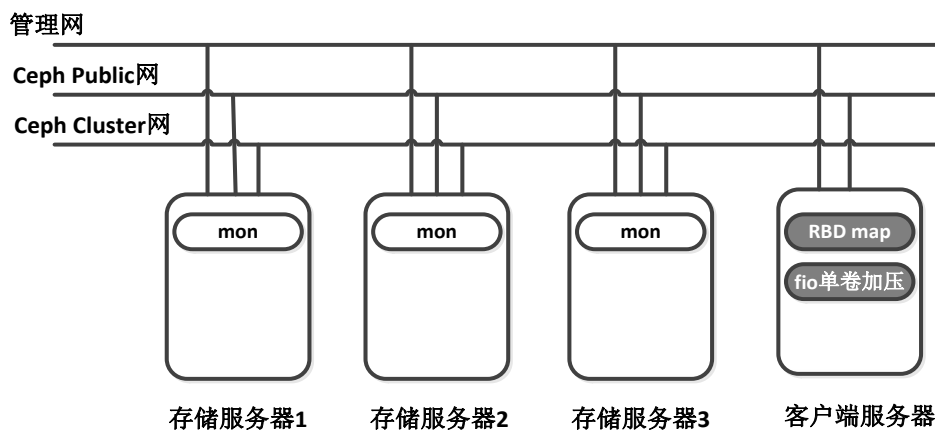 管理网
Ceph Public网
Ceph Cluster网
mon
mon
mon
RBD map
fio单卷加压
存储服务器1
存储服务器2
存储服务器3
客户端服务器